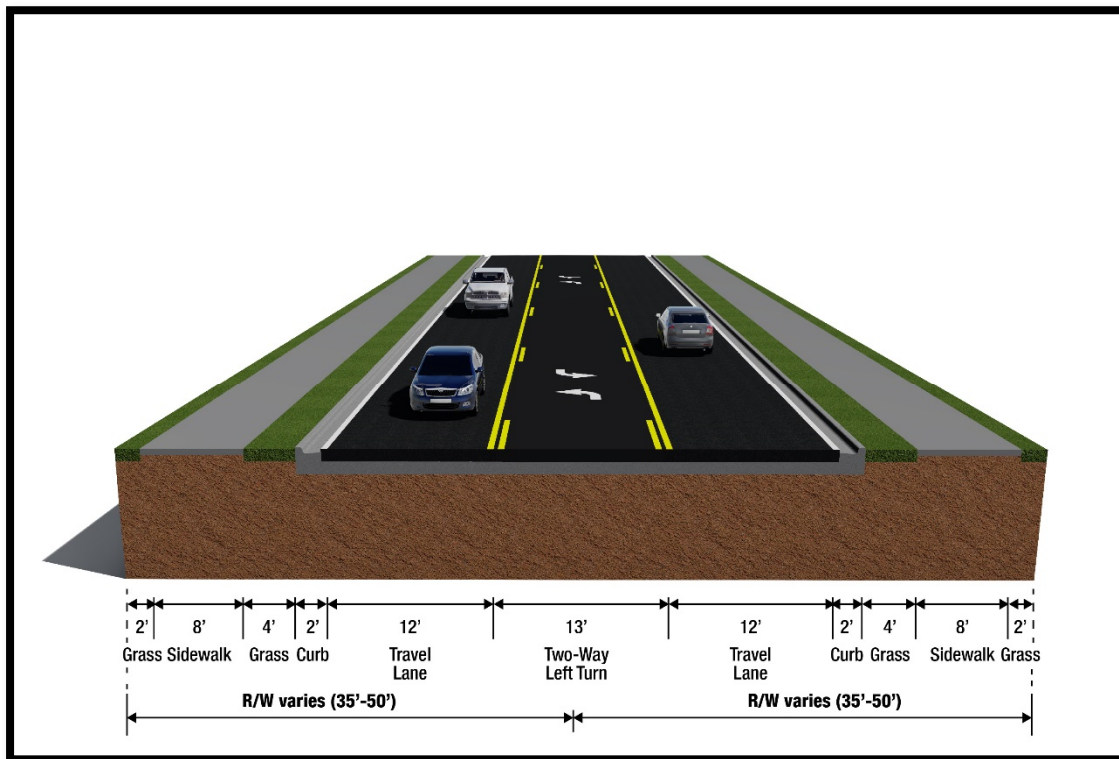 2’ 8’ 4’ 2’ 12’ 13’ 12’ 2’ 4’ 8’ 2’
Grass Sidewalk Grass Curb Travel Two-Way Travel Curb Grass Sidewalk Grass
Lane Left Turn Lane
R/W varies (35’-50’) R/W varies (35’-50’)